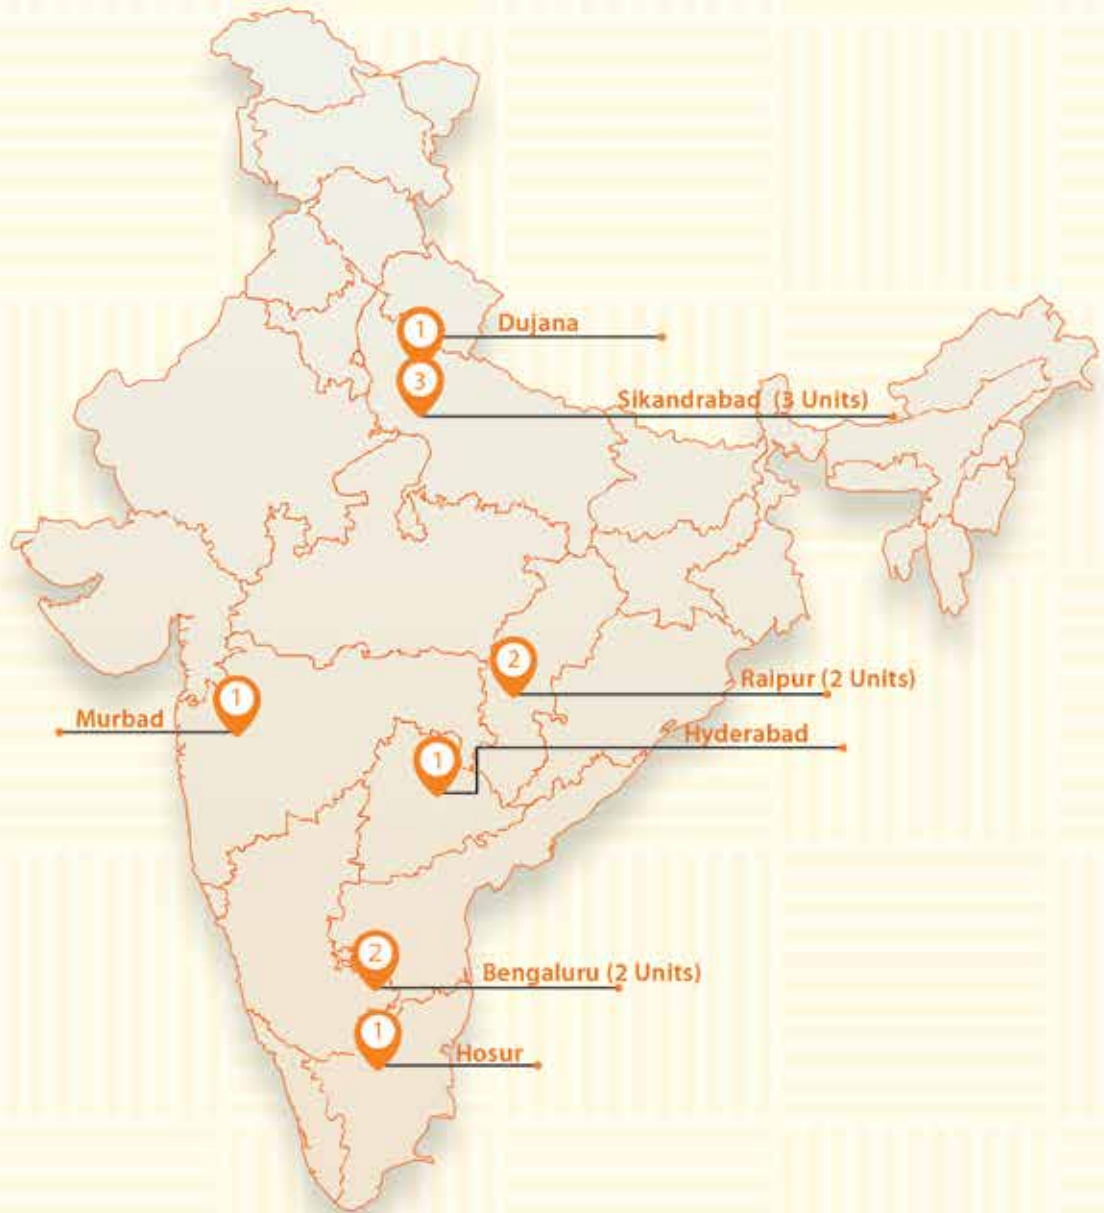 1
Dujana
3
Sikandrabad (3 Units)
2
Raipur (2 Units)
1
Murbad
Hyderabad
1
2
Bengaluru (2 Units)
1
Hosur